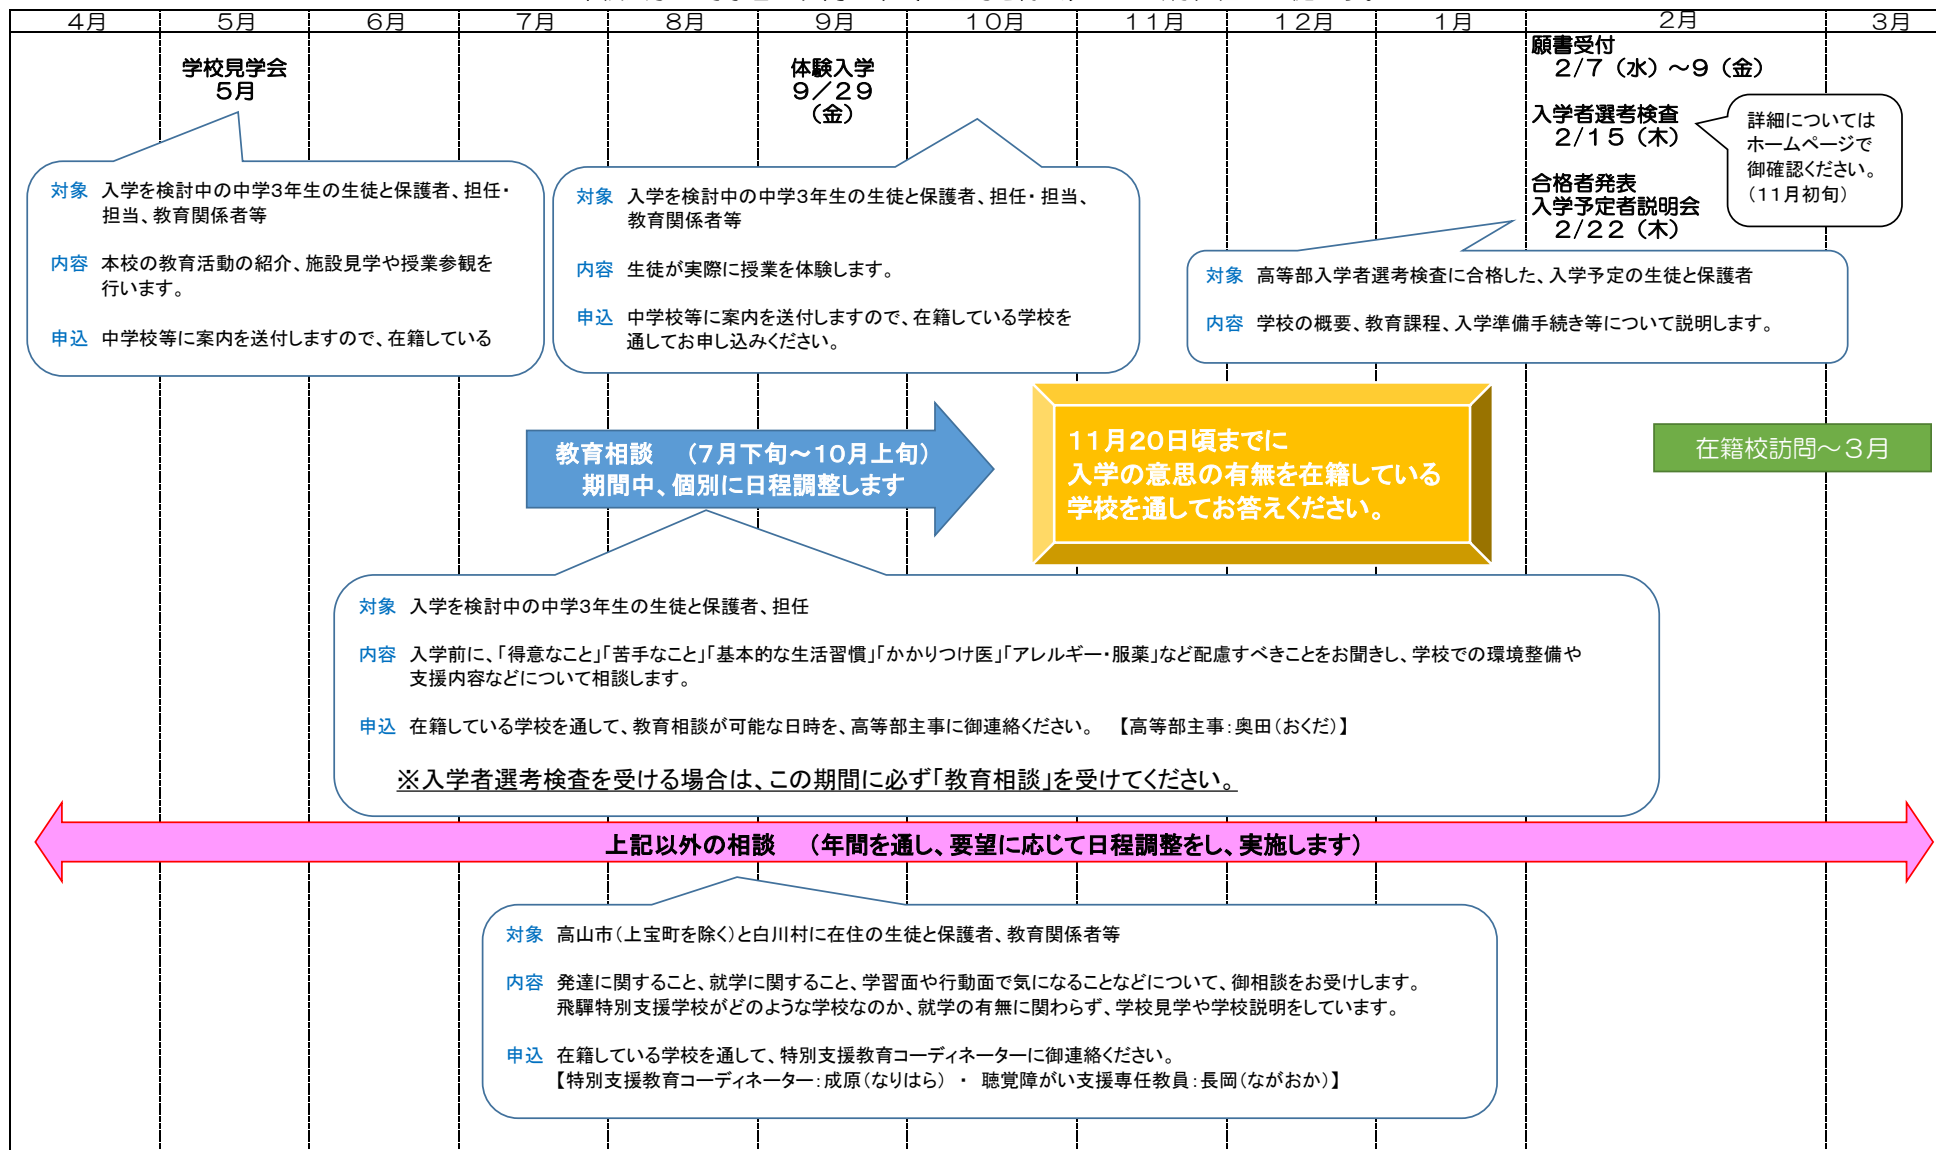 4月
5月
6月
7月
8月
9月
10月
11月
12月
1月
2月
3月
学校見学会
5月
体験入学
9/29
(金)
願書受付
2/7(水)~9(金)
入学者選考検査
2/15(木)
合格者発表
入学予定者説明会
2/22(木)
詳細については
ホームページで
御確認ください。
(11月初旬)
対象 入学を検討中の中学3年生の生徒と保護者、担任・
担当、教育関係者等
内容 本校の教育活動の紹介、施設見学や授業参観を
行います。
申込 中学校等に案内を送付しますので、在籍している
対象 入学を検討中の中学3年生の生徒と保護者、担任・担当、
教育関係者等
内容 生徒が実際に授業を体験します。
申込 中学校等に案内を送付しますので、在籍している学校を
通してお申し込みください。
対象 高等部入学者選考検査に合格した、入学予定の生徒と保護者
内容 学校の概要、教育課程、入学準備手続き等について説明します。
教育相談 (7月下旬~10月上旬)
期間中、個別に日程調整します
11月20日頃までに
入学の意思の有無を在籍している
学校を通してお答えください。
在籍校訪問~3月
対象 入学を検討中の中学3年生の生徒と保護者、担任
内容 入学前に、「得意なこと」「苦手なこと」「基本的な生活習慣」「かかりつけ医」「アレルギー・服薬」など配慮すべきことをお聞きし、学校での環境整備や
支援内容などについて相談します。
申込 在籍している学校を通して、教育相談が可能な日時を、高等部主事に御連絡ください。 【高等部主事:奥田(おくだ)】
※入学者選考検査を受ける場合は、この期間に必ず「教育相談」を受けてください。
上記以外の相談 (年間を通し、要望に応じて日程調整をし、実施します)
対象 高山市(上宝町を除く)と白川村に在住の生徒と保護者、教育関係者等
内容 発達に関すること、就学に関すること、学習面や行動面で気になることなどについて、御相談をお受けします。
飛騨特別支援学校がどのような学校なのか、就学の有無に関わらず、学校見学や学校説明をしています。
申込 在籍している学校を通して、特別支援教育コーディネーターに御連絡ください。
【特別支援教育コーディネーター:成原(なりはら) ・ 聴覚障がい支援専任教員:長岡(ながおか)】